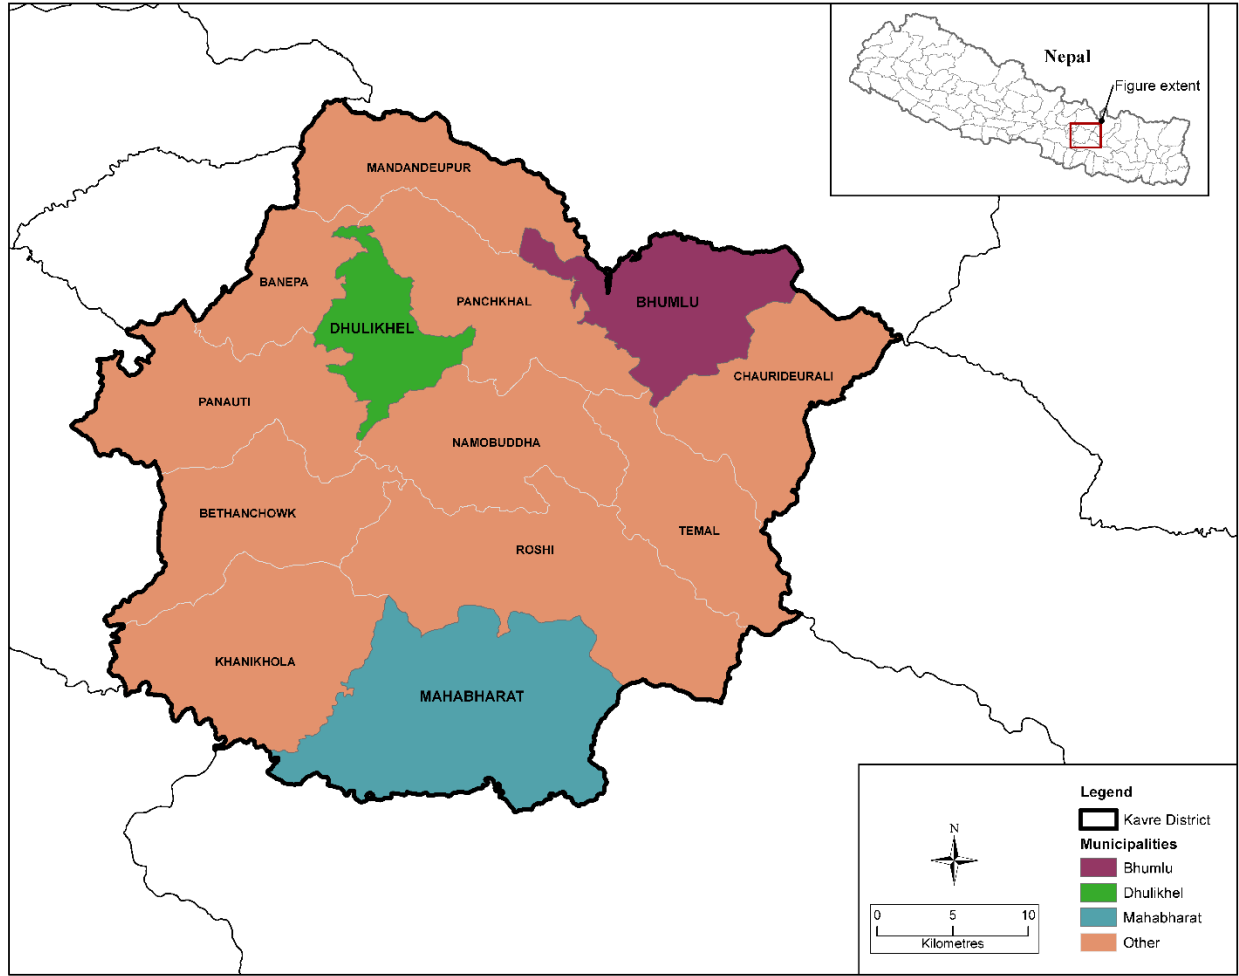 Nepal
Figure extent
MANDANDEUPUR
BANEPA
PANCHKHAL
BHUMLU
DHULIKHEL
CHAURIDEURALI
PANAUTI
NAMOBUDDHA
BETHANCHOWK
TEMAL
ROSHI
KHANIKHOLA
MAHABHARAT
Legend
Kavre District
Municipalities
Bhumlu
Dhulikhel
Mahabharat
Other
N
0 5 10
Kilometres